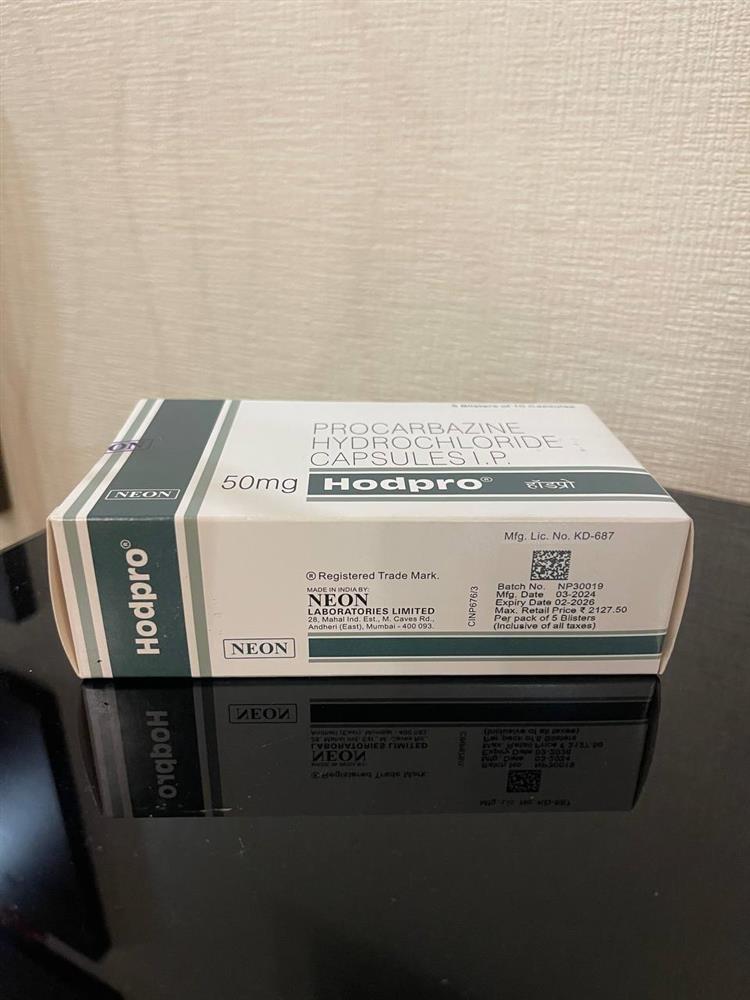 5 Blisters of 10 Capsules
PROCARBAZINE
HYDROCHLORIDE
CAPSULES I.P.
50mg Hodpro® हॉडप्रो
NEON
Hodpro®
NEON
® Registered Trade Mark.
MADE IN INDIA BY:
NEON
LABORATORIES LIMITED
28, Mahal Ind. Est., M. Caves Rd.,
Andheri (East), Mumbai - 400 093.
CINP676/3
Mfg. Lic. No. KD-687
Batch No. NP30019
Mfg. Date 03-2024
Expiry Date 02-2026
Max. Retail Price ₹ 2127.50
Per pack of 5 Blisters
(Inclusive of all taxes)